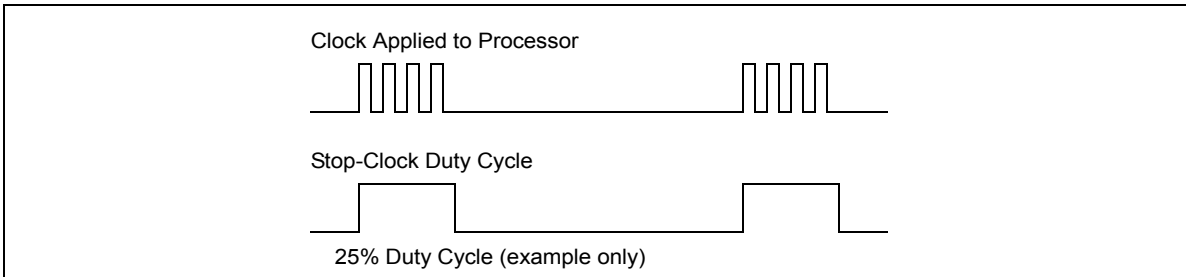 Clock Applied to Processor
Stop-Clock Duty Cycle
25% Duty Cycle (example only)